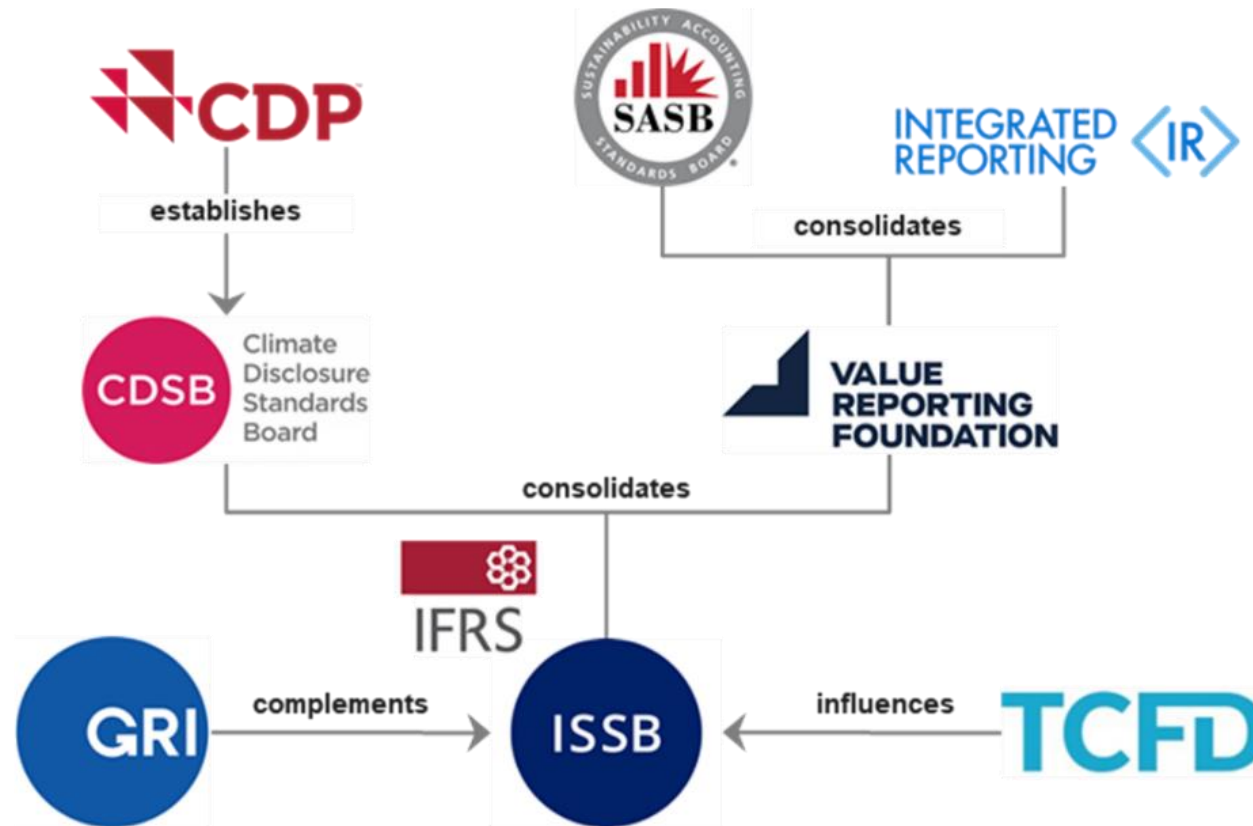 CDP
SUSTAINABILITY ACCOUNTING
SASB
STANDARDS BOARD
INTEGRATED
REPORTING
<IR>
establishes
consolidates
CDSB
Climate
Disclosure
Standards
Board
VALUE
REPORTING
FOUNDATION
consolidates
IFRS
GRI
complements
ISSB
influences
TCFD